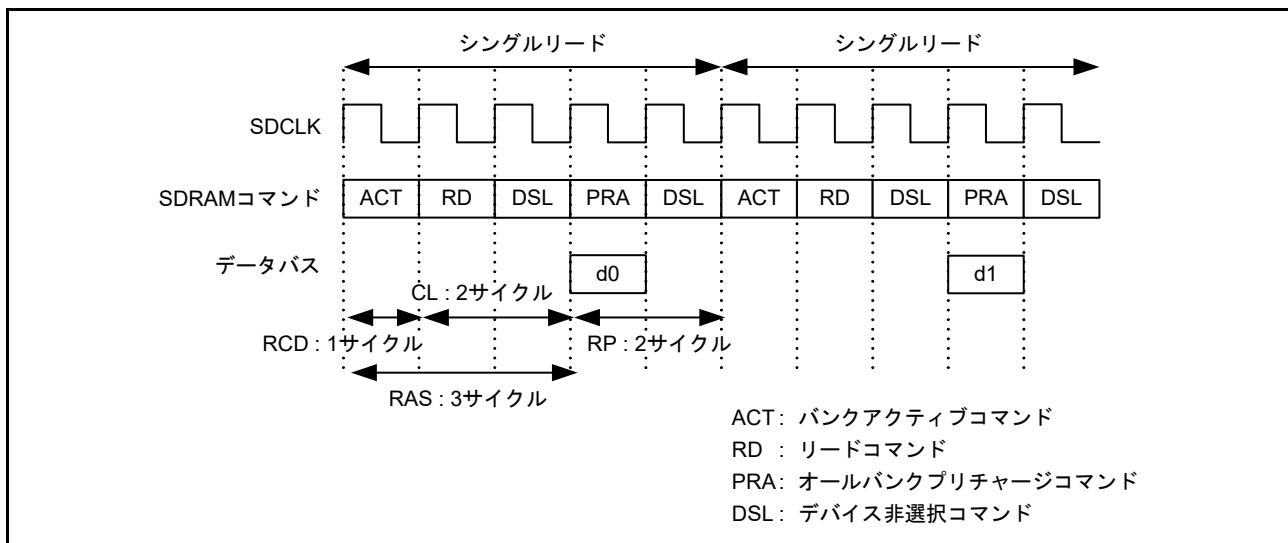 シングルリード シングルリード
SDCLK
SDRAMコマンド ACT RD DSL PRA DSL ACT RD DSL PRA DSL
データバス d0 d1
CL : 2サイクル
RCD : 1サイクル RP : 2サイクル
RAS : 3サイクル
ACT : バンクアクティブコマンド
RD : リードコマンド
PRA : オールバンクプリチャージコマンド
DSL : デバイス非選択コマンド